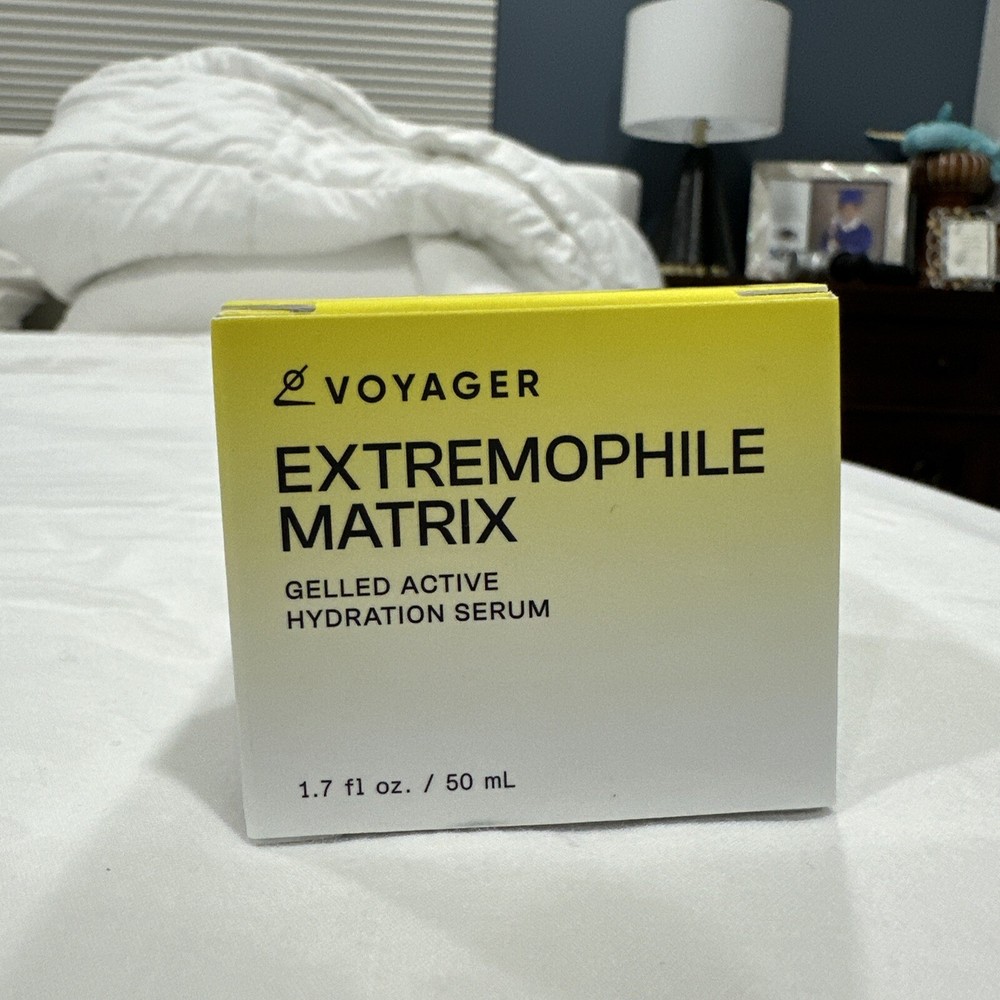 VOYAGER
EXTREMOPHILE
MATRIX
GELLED ACTIVE
HYDRATION SERUM
1.7 fl oz. / 50 mL